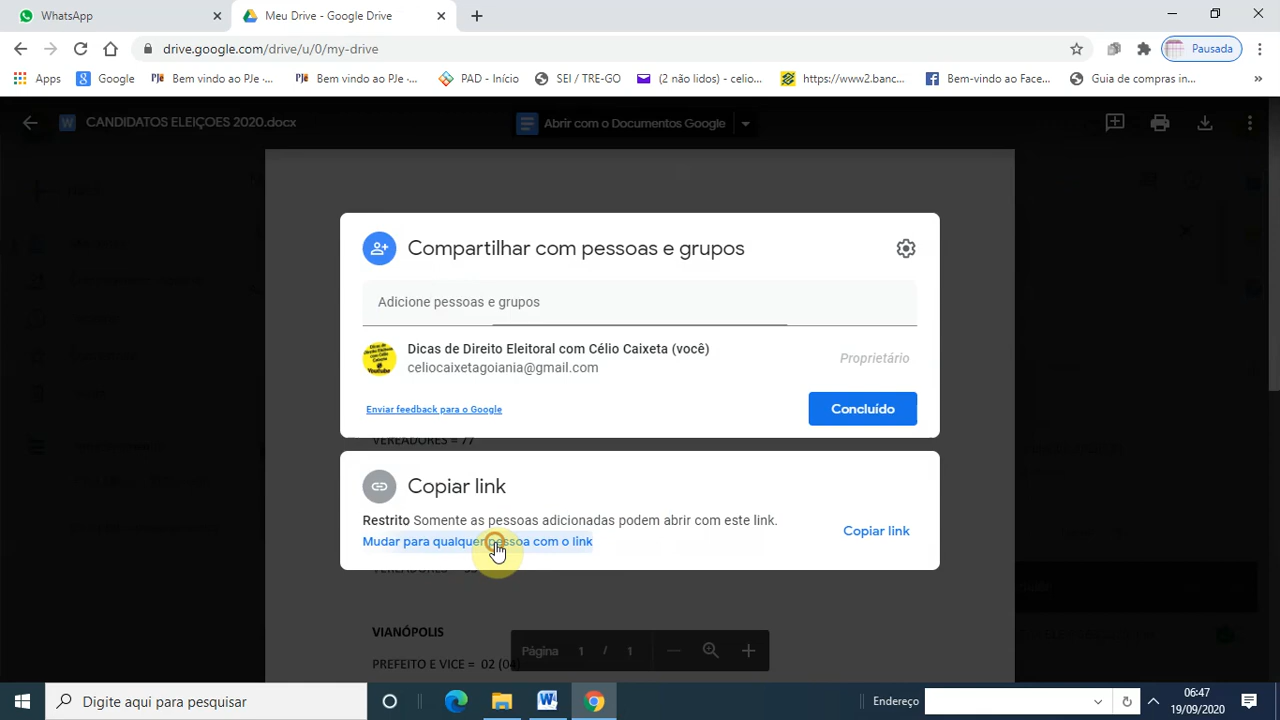 WhatsApp
Meu Drive - Google Drive
drive.google.com/drive/u/0/my-drive
Pausada
Apps
Google
Bem vindo ao PJe -...
Bem vindo ao PJe -...
PAD - Início
SEI / TRE-GO
(2 não lidos) - celio...
https://www2.banc...
Bem-vindo ao Face...
Guia de compras in...
»
CANDIDATOS ELEIÇOES 2020.docx
Abrir com o Documentos Google
Compartilhar com pessoas e grupos
Adicione pessoas e grupos
Dicas de Direito Eleitoral com Célio Caixeta (você)
celiocaixetagoiania@gmail.com
Proprietário
Enviar feedback para o Google
Concluído
VEREADORES = 77
Copiar link
Restrito Somente as pessoas adicionadas podem abrir com este link.
Mudar para qualquer pessoa com o link
Copiar link
VIANÓPOLIS
PREFEITO E VICE = 02 (04)
Página 1 / 1
Digite aqui para pesquisar
Endereço
06:47
19/09/2020